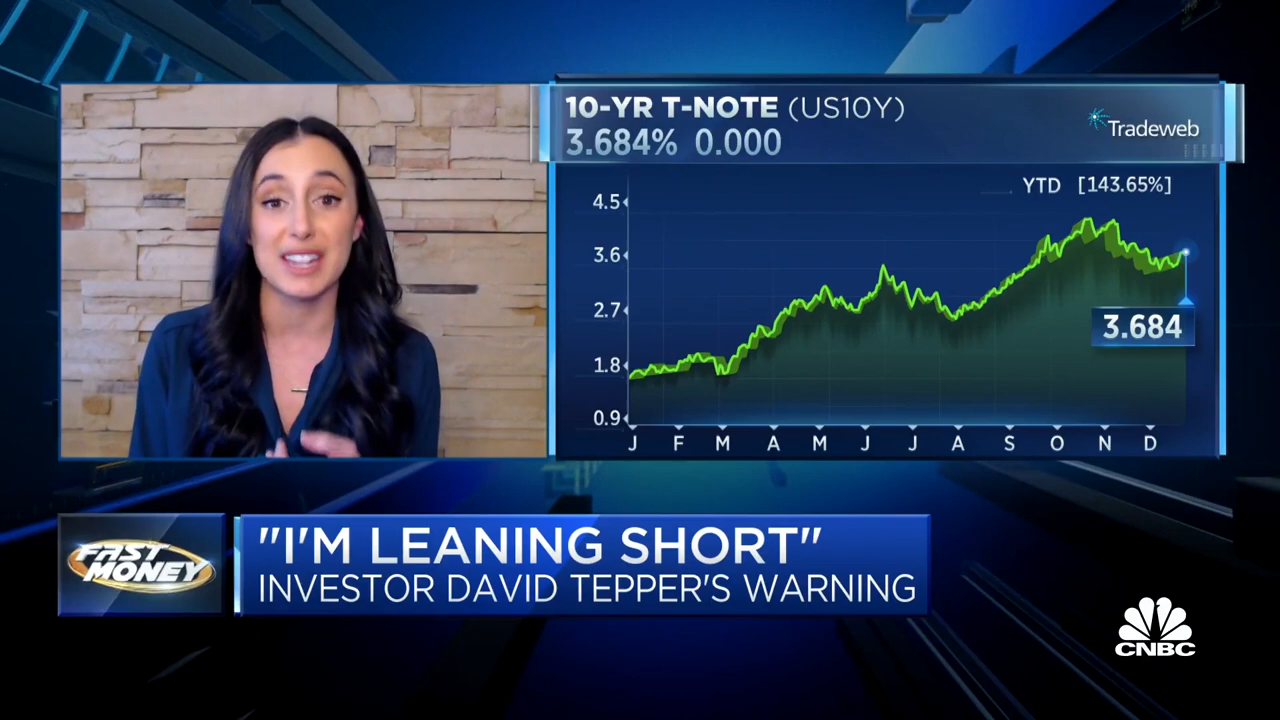 10-YR T-NOTE (US10Y)
3.684% 0.000
Tradeweb
YTD [143.65%]
4.5
3.6
2.7
1.8
0.9
3.684
J F M A M J J A S O N D
FAST MONEY
"I'M LEANING SHORT"
INVESTOR DAVID TEPPER'S WARNING
CNBC